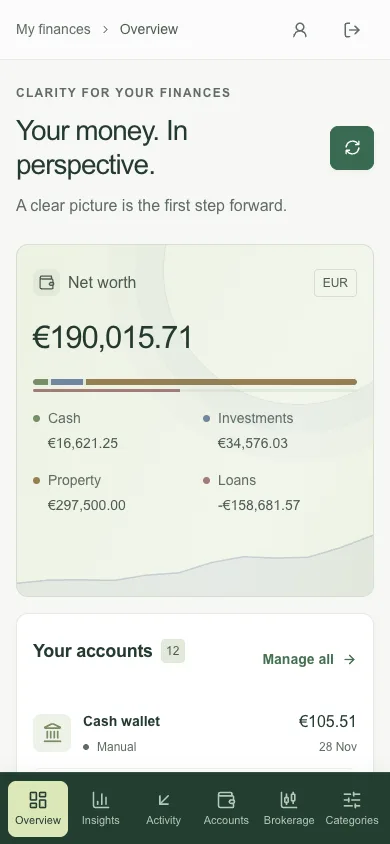 My finances > Overview
CLARITY FOR YOUR FINANCES
Your money. In
perspective.
A clear picture is the first step forward.
Net worth
EUR
€190,015.71
Cash
€16,621.25
Investments
€34,576.03
Property
€297,500.00
Loans
-€158,681.57
Your accounts 12
Manual all →
Cash wallet €105.51
Manual 28 Nov
Overview Insights Activity Accounts Brokerage Categories